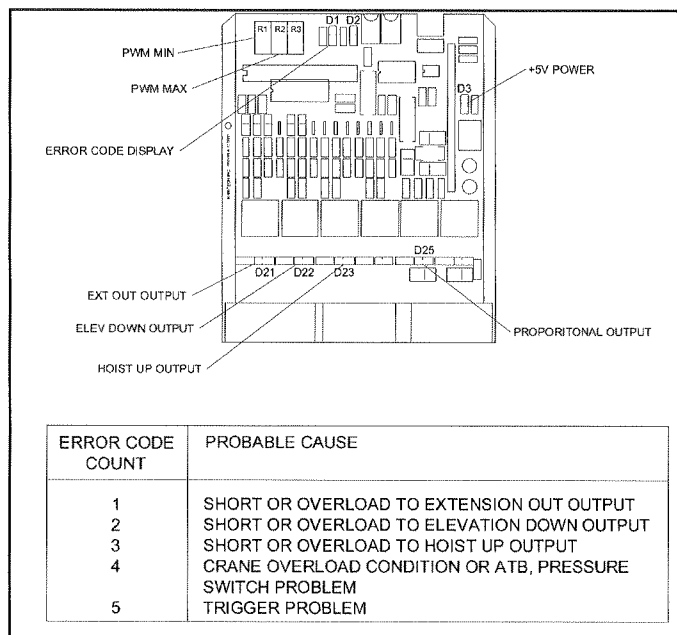 R1 R2 R3
D1 D2
PWM MIN
PWM MAX
+5V POWER
D3
ERROR CODE DISPLAY
D25
D21 D22 D23
EXT OUT OUTPUT
ELEV DOWN OUTPUT
PROPORITONAL OUTPUT
HOIST UP OUTPUT
ERROR CODE COUNT
PROBABLE CAUSE
1 SHORT OR OVERLOAD TO EXTENSION OUT OUTPUT
2 SHORT OR OVERLOAD TO ELEVATION DOWN OUTPUT
3 SHORT OR OVERLOAD TO HOIST UP OUTPUT
4 CRANE OVERLOAD CONDITION OR ATB, PRESSURE
SWITCH PROBLEM
5 TRIGGER PROBLEM